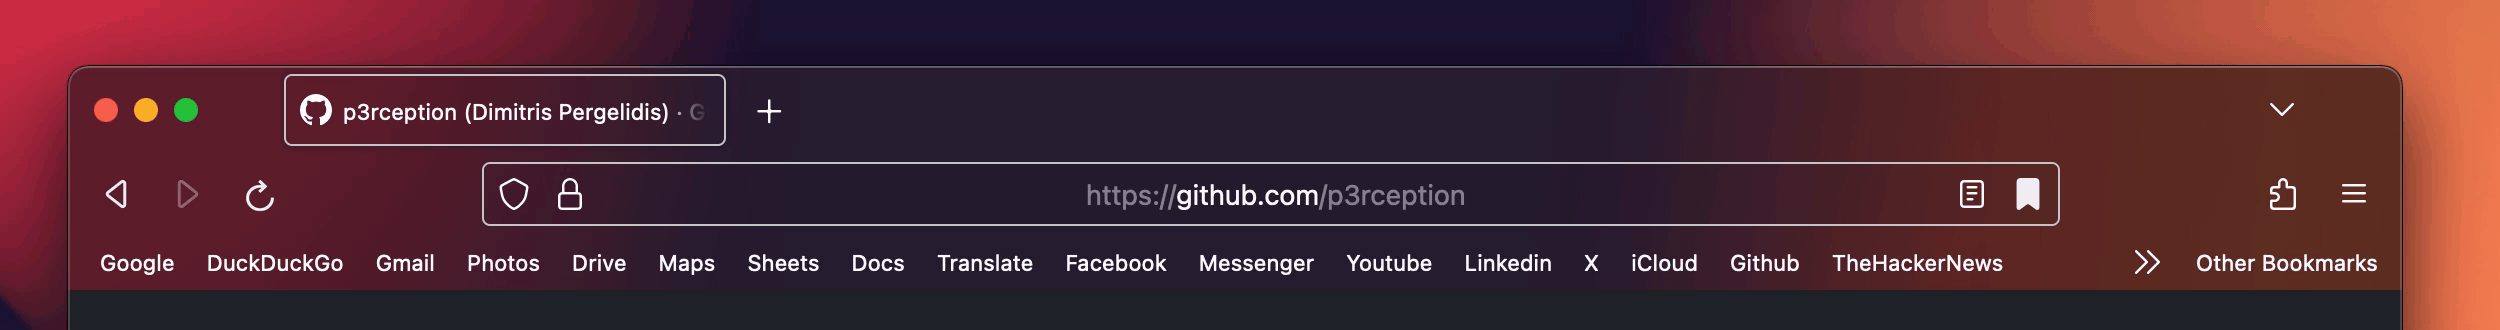 p3rception (Dimitris Pergelidis) · G
https://github.com/p3rception
Google DuckDuckGo Gmail Photos Drive Maps Sheets Docs Translate Facebook Messenger Youtube Linkedin X iCloud Github TheHackerNews Other Bookmarks